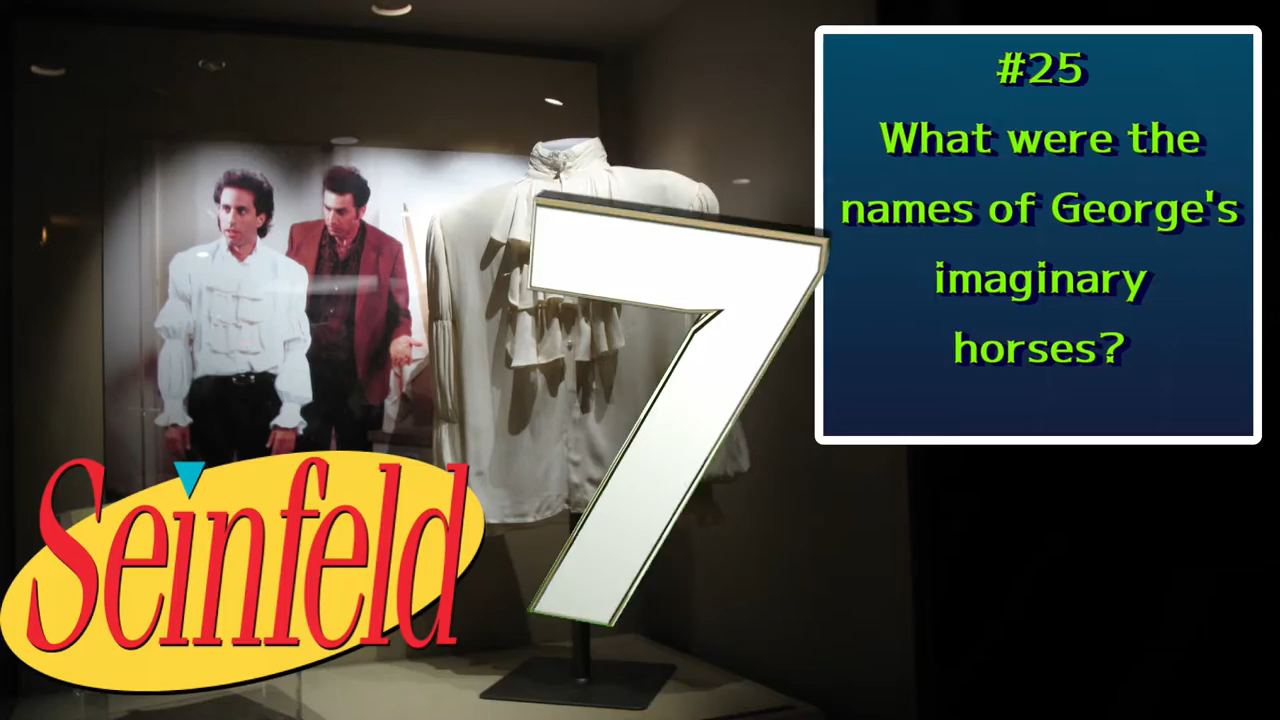 #25
What were the
names of George's
imaginary
horses?
7
Seinfeld